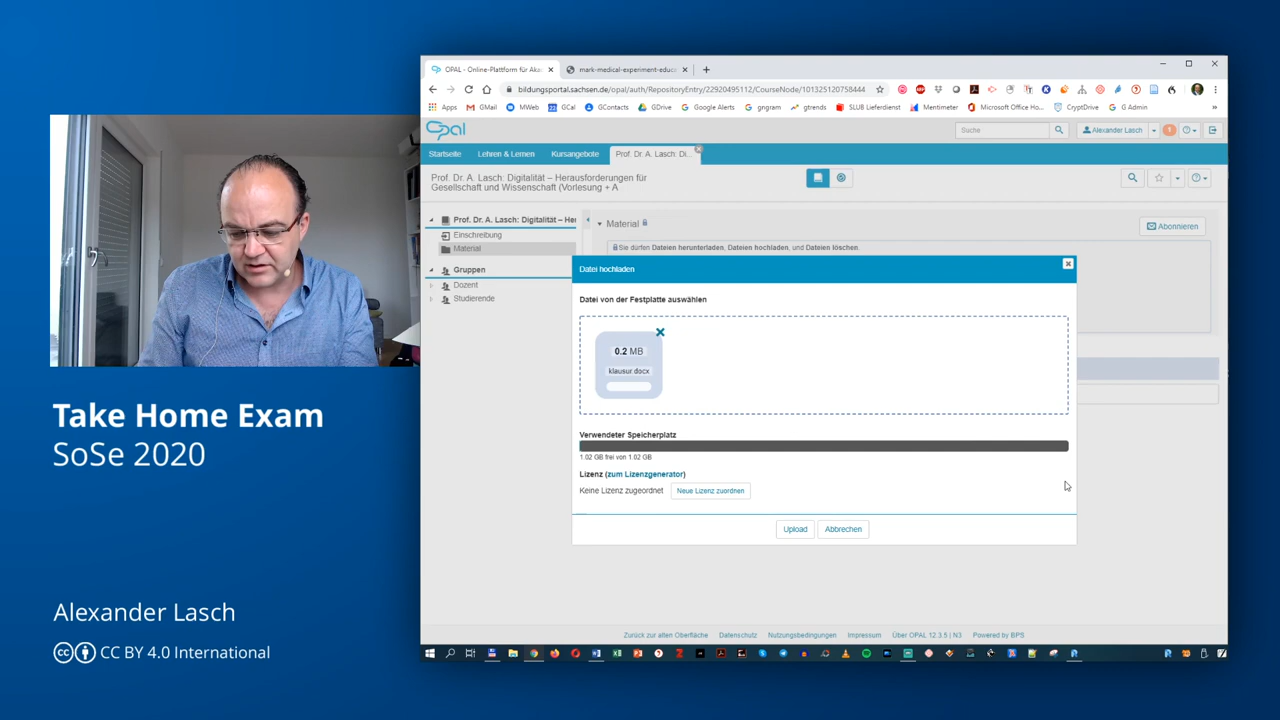 OPAL - Online-Plattform für Aka
mark-medical-experiment-educ
bildungsportal.sachsen.de/opal/auth/RepositoryEntry/22920495112/CourseNode/101325120758444
Apps
GMail
MWeb
GCal
GContacts
GDrive
Google Alerts
gngram
gtrends
SLUB Lieferdienst
Mentimeter
Microsoft Office Ho...
CryptDrive
G Admin
opal
Suche
Alexander Lasch
1
Startseite
Lehren & Lernen
Kursangebote
Prof. Dr. A. Lasch: Di...
Prof. Dr. A. Lasch: Digitalität – Herausforderungen für
Gesellschaft und Wissenschaft (Vorlesung + A
Prof. Dr. A. Lasch: Digitalität – Her
Einschreibung
Material
Gruppen
Dozent
Studierende
Material
Abonnieren
Sie dürfen Dateien herunterladen, Dateien hochladen, und Dateien löschen.
Datei hochladen
Datei von der Festplatte auswählen
0.2 MB
klausur.docx
Verwendeter Speicherplatz
1.02 GB frei von 1.02 GB
Lizenz (zum Lizenzgenerator)
Keine Lizenz zugeordnet
Neue Lizenz zuordnen
Upload
Abbrechen
Zurück zur alten Oberfläche
Datenschutz
Nutzungsbedingungen
Impressum
Über OPAL 12.3.5 | N3
Powered by BPS
Take Home Exam
SoSe 2020
Alexander Lasch
CC BY 4.0 International